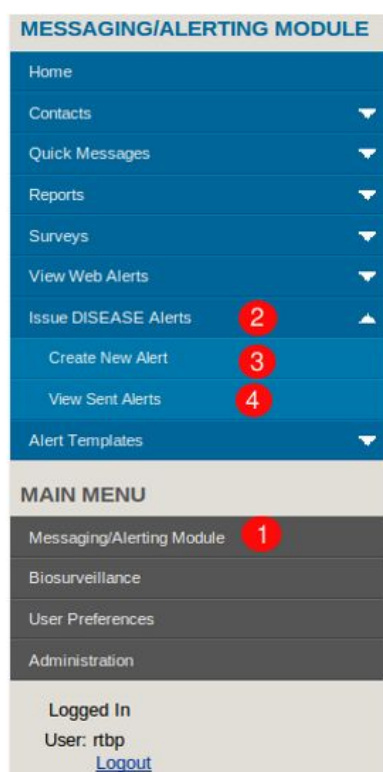 MESSAGING/ALERTING MODULE
Home
Contacts
Quick Messages
Reports
Surveys
View Web Alerts
Issue DISEASE Alerts 2
Create New Alert 3
View Sent Alerts 4
Alert Templates
MAIN MENU
Messaging/Alerting Module 1
Biosurveillance
User Preferences
Administration
Logged In
User: rtbp
Logout